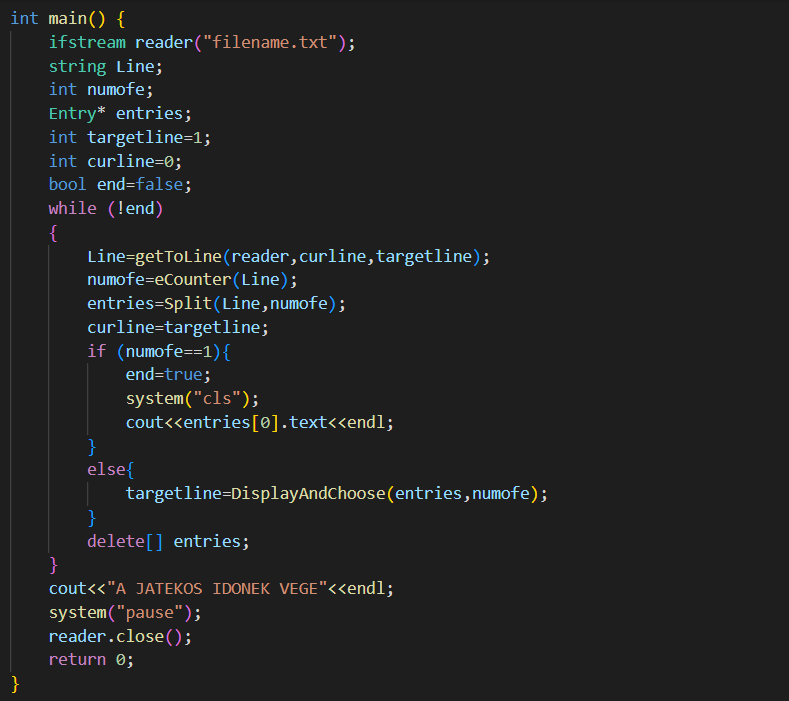 int main() {
    ifstream reader("filename.txt");
    string Line;
    int numofe;
    Entry* entries;
    int targetline=1;
    int curline=0;
    bool end=false;
    while (!end)
    {
        Line=getToLine(reader,curline,targetline);
        numofe=eCounter(Line);
        entries=Split(Line,numofe);
        curline=targetline;
        if (numofe==1){
            end=true;
            system("cls");
            cout<<entries[0].text<<endl;
        }
        else{
            targetline=DisplayAndChoose(entries,numofe);
        }
        delete[] entries;
    }
    cout<<"A JATEKOS IDONEK VEGE"<<endl;
    system("pause");
    reader.close();
    return 0;
}